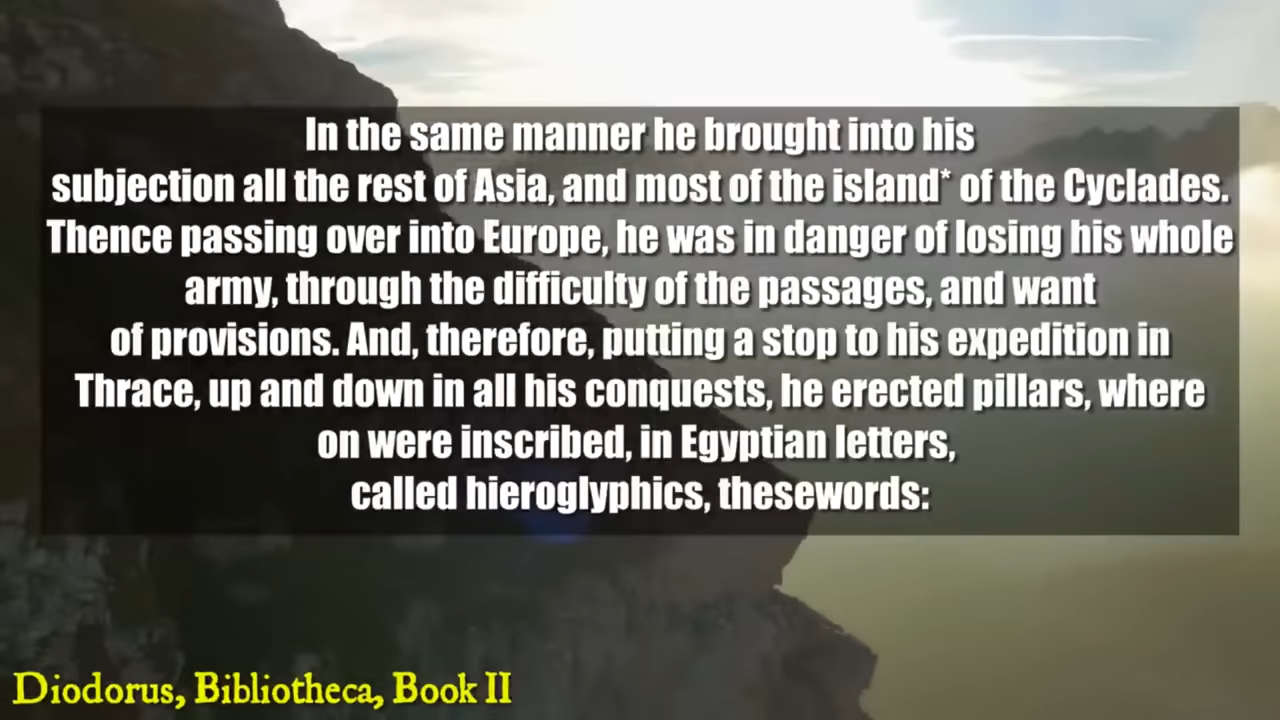 In the same manner he brought into his
subjection all the rest of Asia, and most of the island* of the Cyclades.
Thence passing over into Europe, he was in danger of losing his whole
army, through the difficulty of the passages, and want
of provisions. And, therefore, putting a stop to his expedition in
Thrace, up and down in all his conquests, he erected pillars, where
on were inscribed, in Egyptian letters,
called hieroglyphics, thesewords:
Diodorus, Bibliotheca, Book II